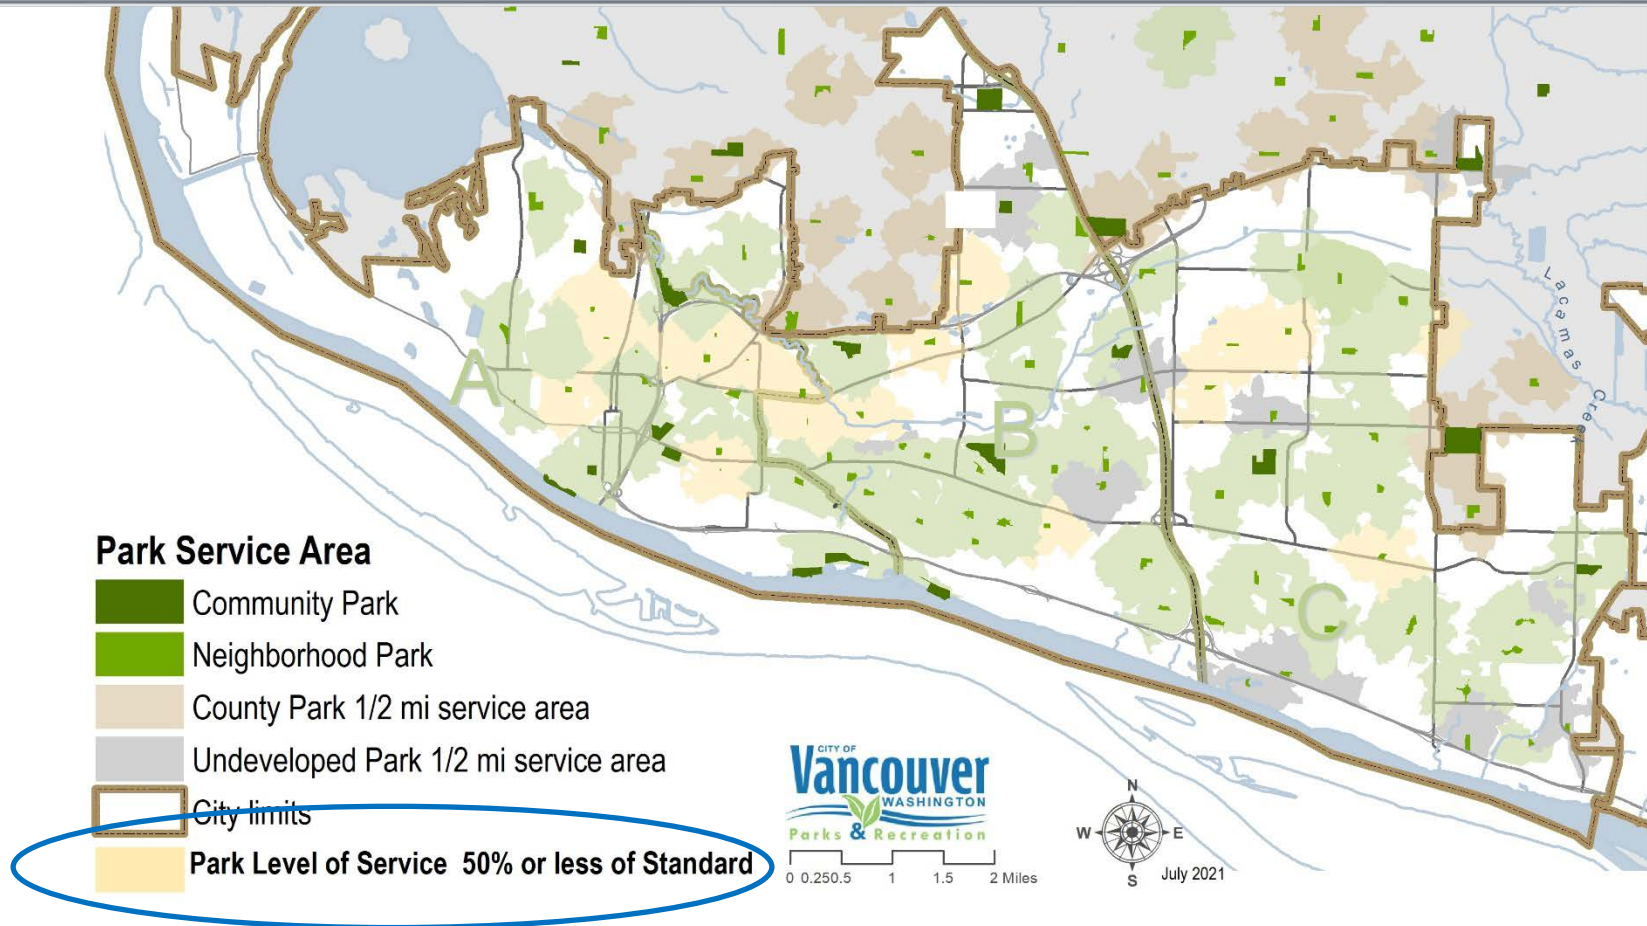 Lacamas Creek
A
B
C
Park Service Area
Community Park
Neighborhood Park
County Park 1/2 mi service area
Undeveloped Park 1/2 mi service area
City limits
Park Level of Service 50% or less of Standard
CITY OF
Vancouver
WASHINGTON
Parks & Recreation
0 0.250.5 1 1.5 2 Miles
N
W E
S
July 2021